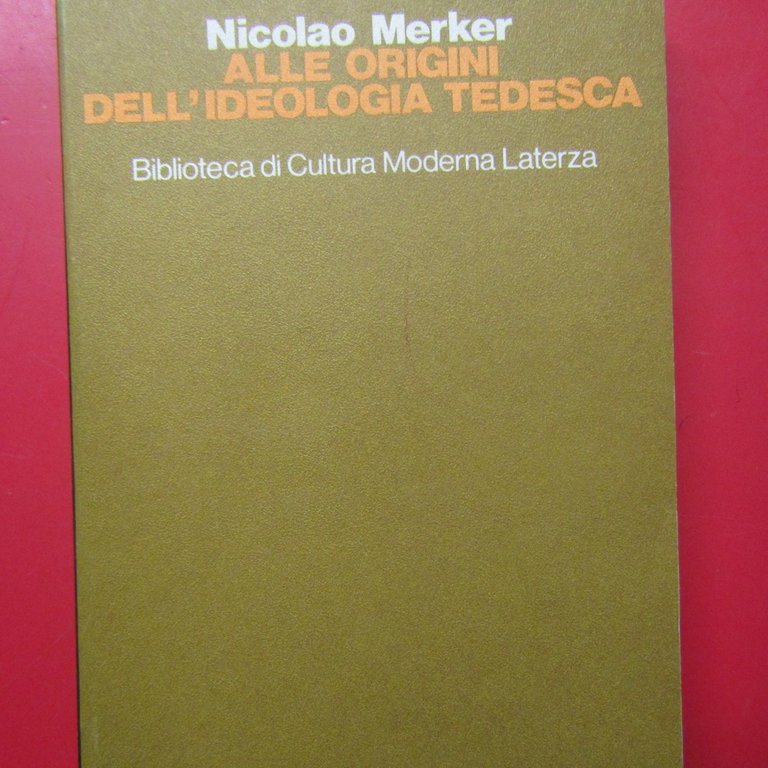 Nicolao Merker
ALLE ORIGINI
DELL'IDEOLOGIA TEDESCA
Biblioteca di Cultura Moderna Laterza